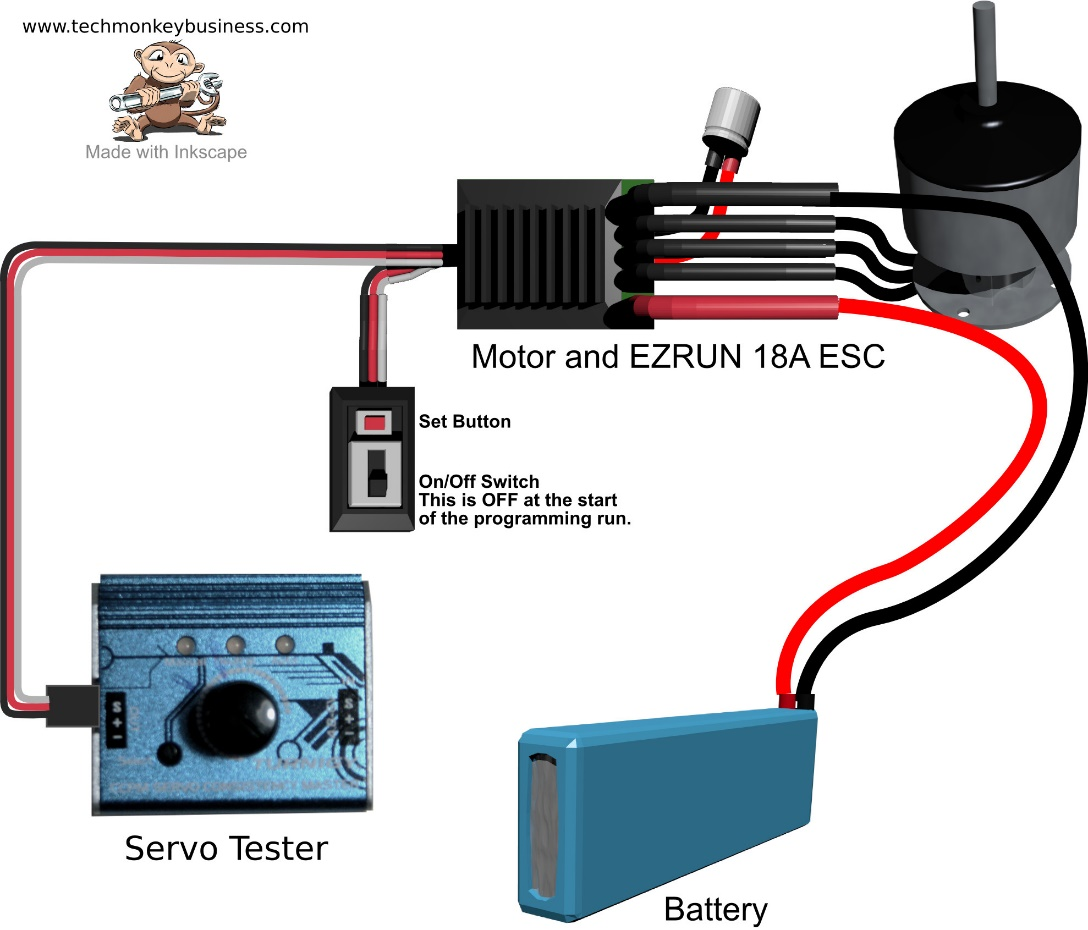 www.techmonkeybusiness.com
Made with Inkscape
Motor and EZRUN 18A ESC
Set Button
On/Off Switch
This is OFF at the start
of the programming run.
S + -
S + -
Servo Tester
Battery